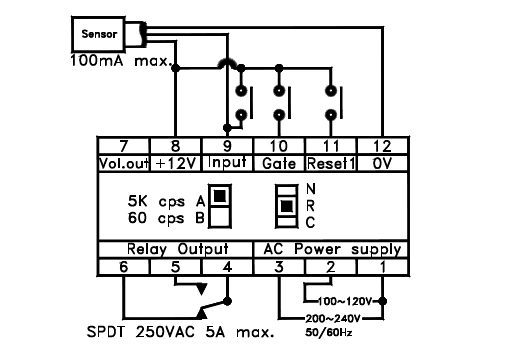 Sensor
100mA max.
7 8 9 10 11 12
Vol.out +12V Input Gate Reset1 0V
5K cps A
60 cps B
N
R
C
Relay Output AC Power supply
6 5 4 3 2 1
100~120V
200~240V
50/60Hz
SPDT 250VAC 5A max.